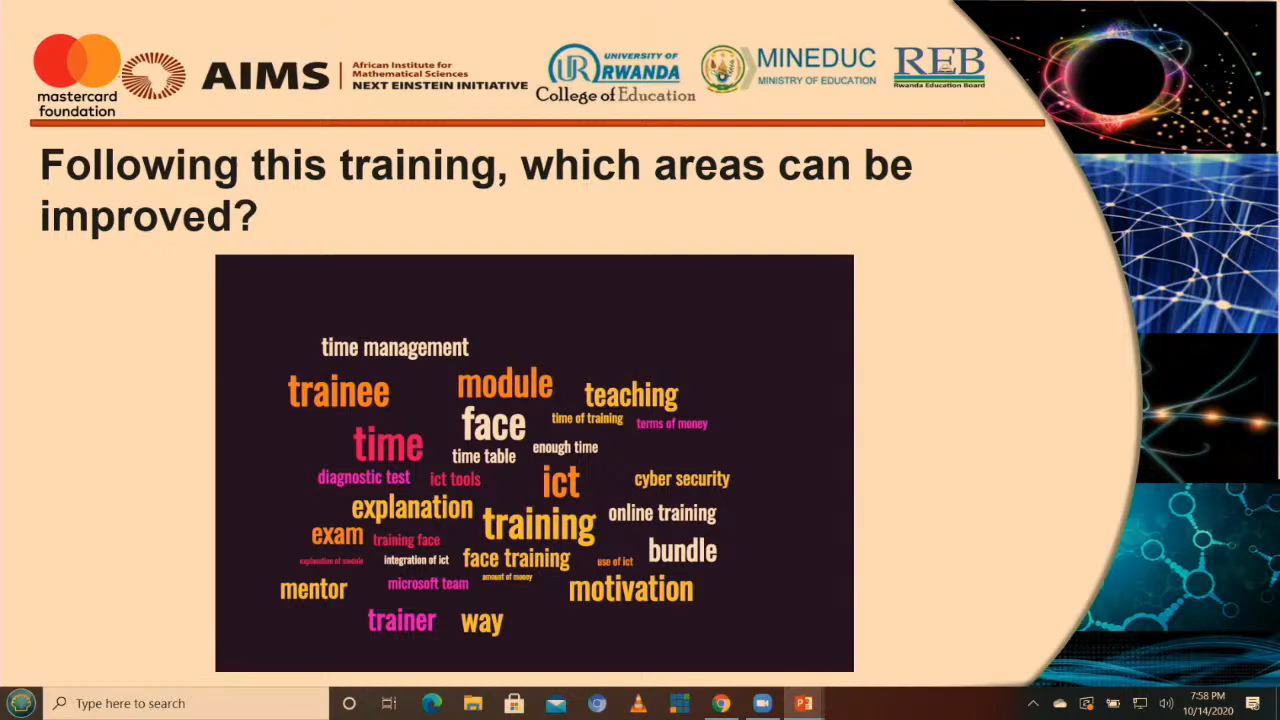 mastercard
foundation
AIMS
African Institute for
Mathematical Sciences
NEXT EINSTEIN INITIATIVE
UR
UNIVERSITY OF
RWANDA
College of Education
MINEDUC
MINISTRY OF EDUCATION
REB
Rwanda Education Board
Following this training, which areas can be
improved?
time management
trainee
module
teaching
face
time of training
terms of money
time
time table
enough time
diagnostic test
ict tools
ict
cyber security
explanation
training
online training
exam
training face
face training
bundle
explanation of module
integration of ict
use of ict
mentor
microsoft team
amount of money
motivation
trainer
way
Type here to search
7:58 PM
10/14/2020